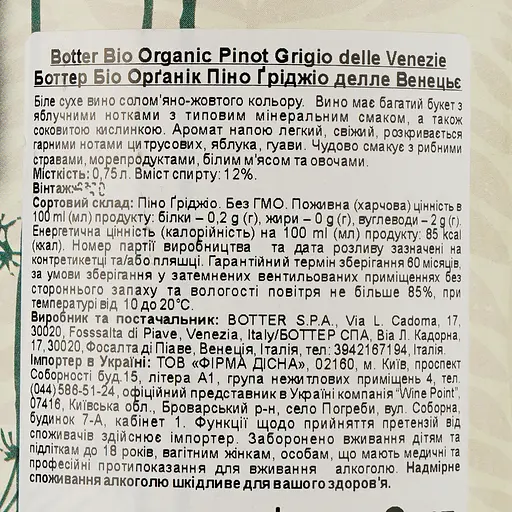 Botter Bio Organic Pinot Grigio delle Venezie
Боттер Біо Орґанік Піно Ґріджіо делле Венецьє
Біле сухе вино солом'яно-жовтого кольору. Вино має багатий букет з
яблучними нотками з типовим мінеральним смаком, а також
соковитою кислинкою. Аромат напою легкий, свіжий, розкривається
гарними нотами цитрусових, яблука, гуави. Чудово смакує з рибними
стравами, морепродуктами, білим м'ясом та овочами.
Місткість: 0,75л. Вміст спирту: 12%.
Вінтаж:
Сортовий склад: Піно Ґріджіо. Без ГМО. Поживна (харчова) цінність в
100 ml (мл) продукту: білки – 0,2 g (г), жири – 0 g (г), вуглеводи – 2 g (г).
Енергетична цінність (калорійність) на 100 ml (мл) продукту: 85 kcal
(ккал). Номер партії виробництва та дата розливу зазначені на
контретикетці та/або пляшці. Гарантійний термін зберігання 60 місяців,
за умови зберігання у затемнених вентильованих приміщеннях без
стороннього запаху та вологості повітря не більше 85%, при
температурі від 10 до 20°С.
Виробник та постачальник: BOTTER S.P.A., Via L. Cadorna, 17,
30020, Fosssalta di Piave, Venezia, Italy/БОТТЕР СПА, Віа Л. Кадорна,
17, 30020, Фосалта ді Піаве, Венеція, Італія, тел: 3942167194, Італія.
Імпортер в Україні: ТОВ «ФІРМА ДІСНА», 02160, м. Київ, проспект
Соборності буд.15, літера А1, група нежитлових приміщень 4, тел.
(044) 586-51-24, офіційний представник в Україні компанія "Wine Point",
07416, Київська обл., Броварський р-н, село Погреби, вул. Соборна,
будинок 7-А, кабінет 1. Функції щодо прийняття претензій від
споживачів здійснює імпортер. Заборонено вживання дітям та
підліткам до 18 років, вагітним жінкам, особам, що мають медичні та
професійні протипоказання для вживання алкоголю. Надмірне
споживання алкоголю шкідливе для вашого здоров'я.